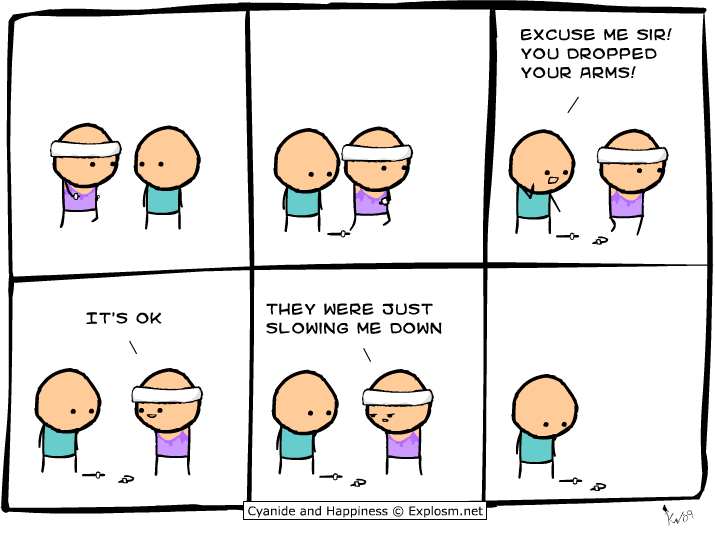 EXCUSE ME SIR!
YOU DROPPED
YOUR ARMS!
IT'S OK
THEY WERE JUST
SLOWING ME DOWN
Cyanide and Happiness © Explosm.net